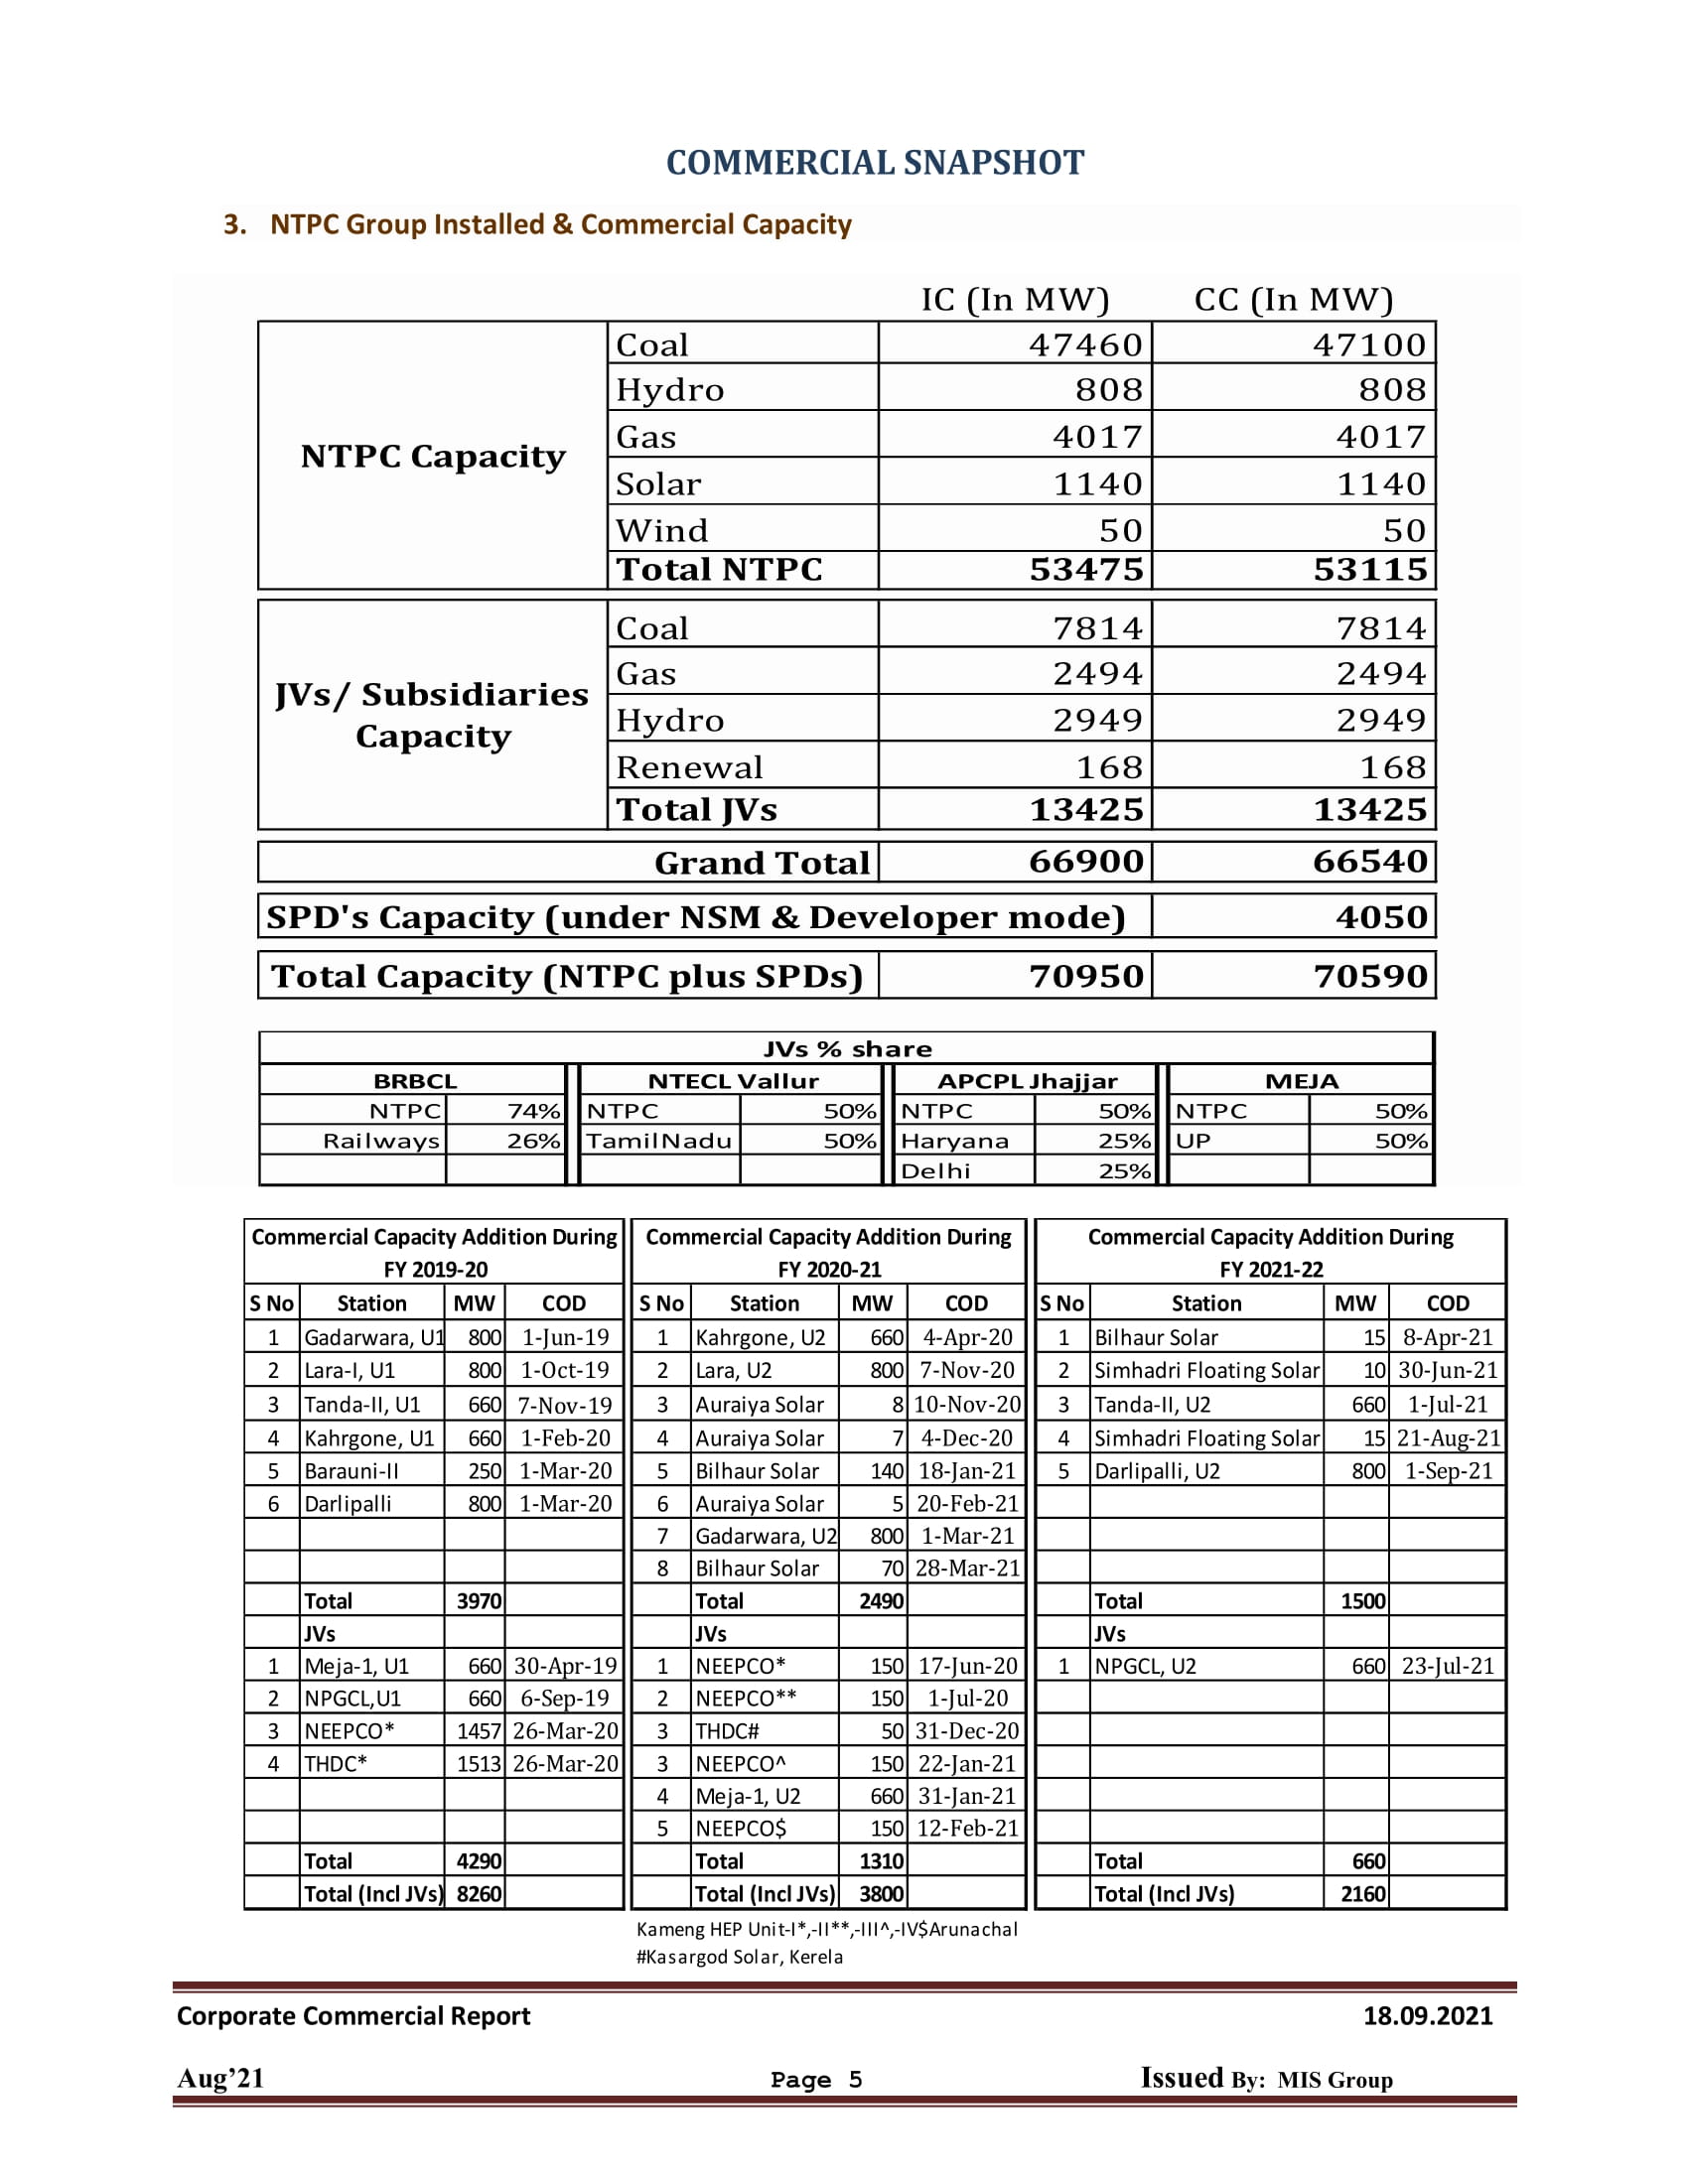 COMMERCIAL SNAPSHOT
3. NTPC Group Installed & Commercial Capacity
IC (In MW) CC (In MW)
NTPC Capacity
Coal 47460 47100
Hydro 808 808
Gas 4017 4017
Solar 1140 1140
Wind 50 50
Total NTPC 53475 53115
JVs/ Subsidiaries
Capacity
Coal 7814 7814
Gas 2494 2494
Hydro 2949 2949
Renewal 168 168
Total JVs 13425 13425
Grand Total 66900 66540
SPD's Capacity (under NSM & Developer mode) 4050
Total Capacity (NTPC plus SPDs) 70950 70590
JVs % share
BRBCL NTECL Vallur APCPL Jhajjar MEJA
NTPC 74% NTPC 50% NTPC 50% NTPC 50%
Railways 26% TamilNadu 50% Haryana 25% UP 50%
Delhi 25%
Commercial Capacity Addition During Commercial Capacity Addition During Commercial Capacity Addition During
FY 2019-20 FY 2020-21 FY 2021-22
S No Station MW COD S No Station MW COD S No Station MW COD
1 Gadarwara, U1 800 1-Jun-19 1 Kahrgone, U2 660 4-Apr-20 1 Bilhaur Solar 15 8-Apr-21
2 Lara-I, U1 800 1-Oct-19 2 Lara, U2 800 7-Nov-20 2 Simhadri Floating Solar 10 30-Jun-21
3 Tanda-II, U1 660 7-Nov-19 3 Auraiya Solar 8 10-Nov-20 3 Tanda-II, U2 660 1-Jul-21
4 Kahrgone, U1 660 1-Feb-20 4 Auraiya Solar 7 4-Dec-20 4 Simhadri Floating Solar 15 21-Aug-21
5 Barauni-II 250 1-Mar-20 5 Bilhaur Solar 140 18-Jan-21 5 Darlipalli, U2 800 1-Sep-21
6 Darlipalli 800 1-Mar-20 6 Auraiya Solar 5 20-Feb-21
7 Gadarwara, U2 800 1-Mar-21
8 Bilhaur Solar 70 28-Mar-21
Total 3970 Total 2490 Total 1500
JVs JVs JVs
1 Meja-1, U1 660 30-Apr-19 1 NEEPCO* 150 17-Jun-20 1 NPGCL, U2 660 23-Jul-21
2 NPGCL,U1 660 6-Sep-19 2 NEEPCO** 150 1-Jul-20
3 NEEPCO* 1457 26-Mar-20 3 THDC# 50 31-Dec-20
4 THDC* 1513 26-Mar-20 3 NEEPCO^ 150 22-Jan-21
4 Meja-1, U2 660 31-Jan-21
5 NEEPCO$ 150 12-Feb-21
Total 4290 Total 1310 Total 660
Total (Incl JVs) 8260 Total (Incl JVs) 3800 Total (Incl JVs) 2160
Kameng HEP Unit-I*,-II**,-III^,-IV$Arunachal
#Kasargod Solar, Kerela
Corporate Commercial Report 18.09.2021
Aug’21 Page 5 Issued By: MIS Group